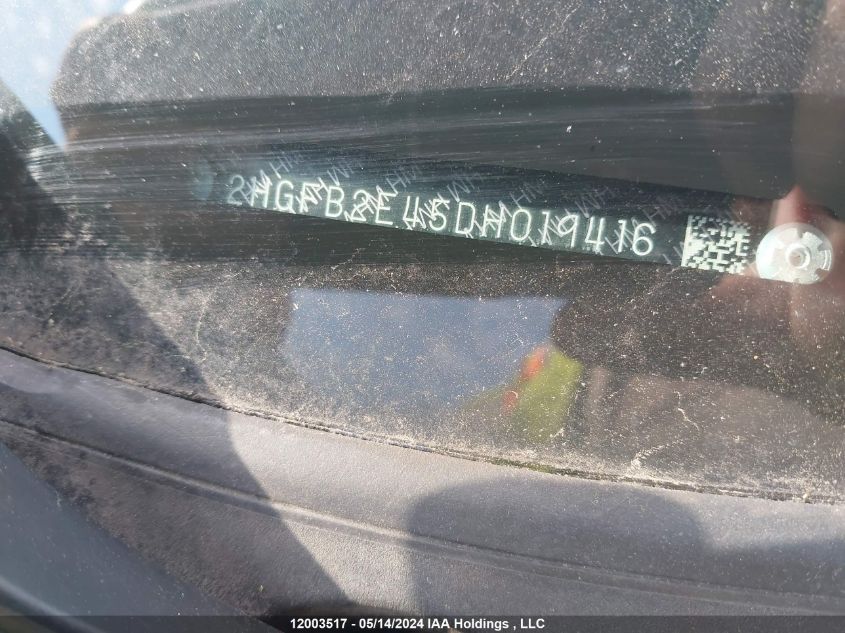 2HGFB2E45DH019416
12003517 - 05/14/2024 IAA Holdings , LLC